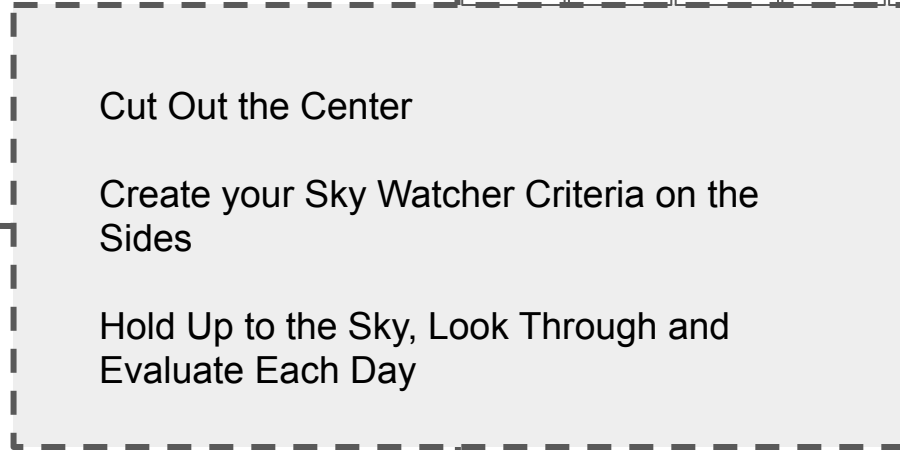 Cut Out the Center
Create your Sky Watcher Criteria on the
Sides
Hold Up to the Sky, Look Through and
Evaluate Each Day